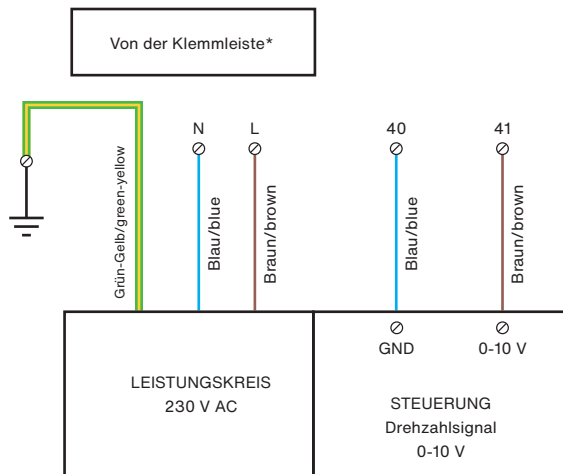 Von der Klemmleiste*
N
L
40
41
Grün-Gelb/green-yellow
Blau/blue
Braun/brown
Blau/blue
Braun/brown
GND
0-10 V
LEISTUNGSKREIS
230 V AC
STEUERUNG
Drehzahlsignal
0-10 V